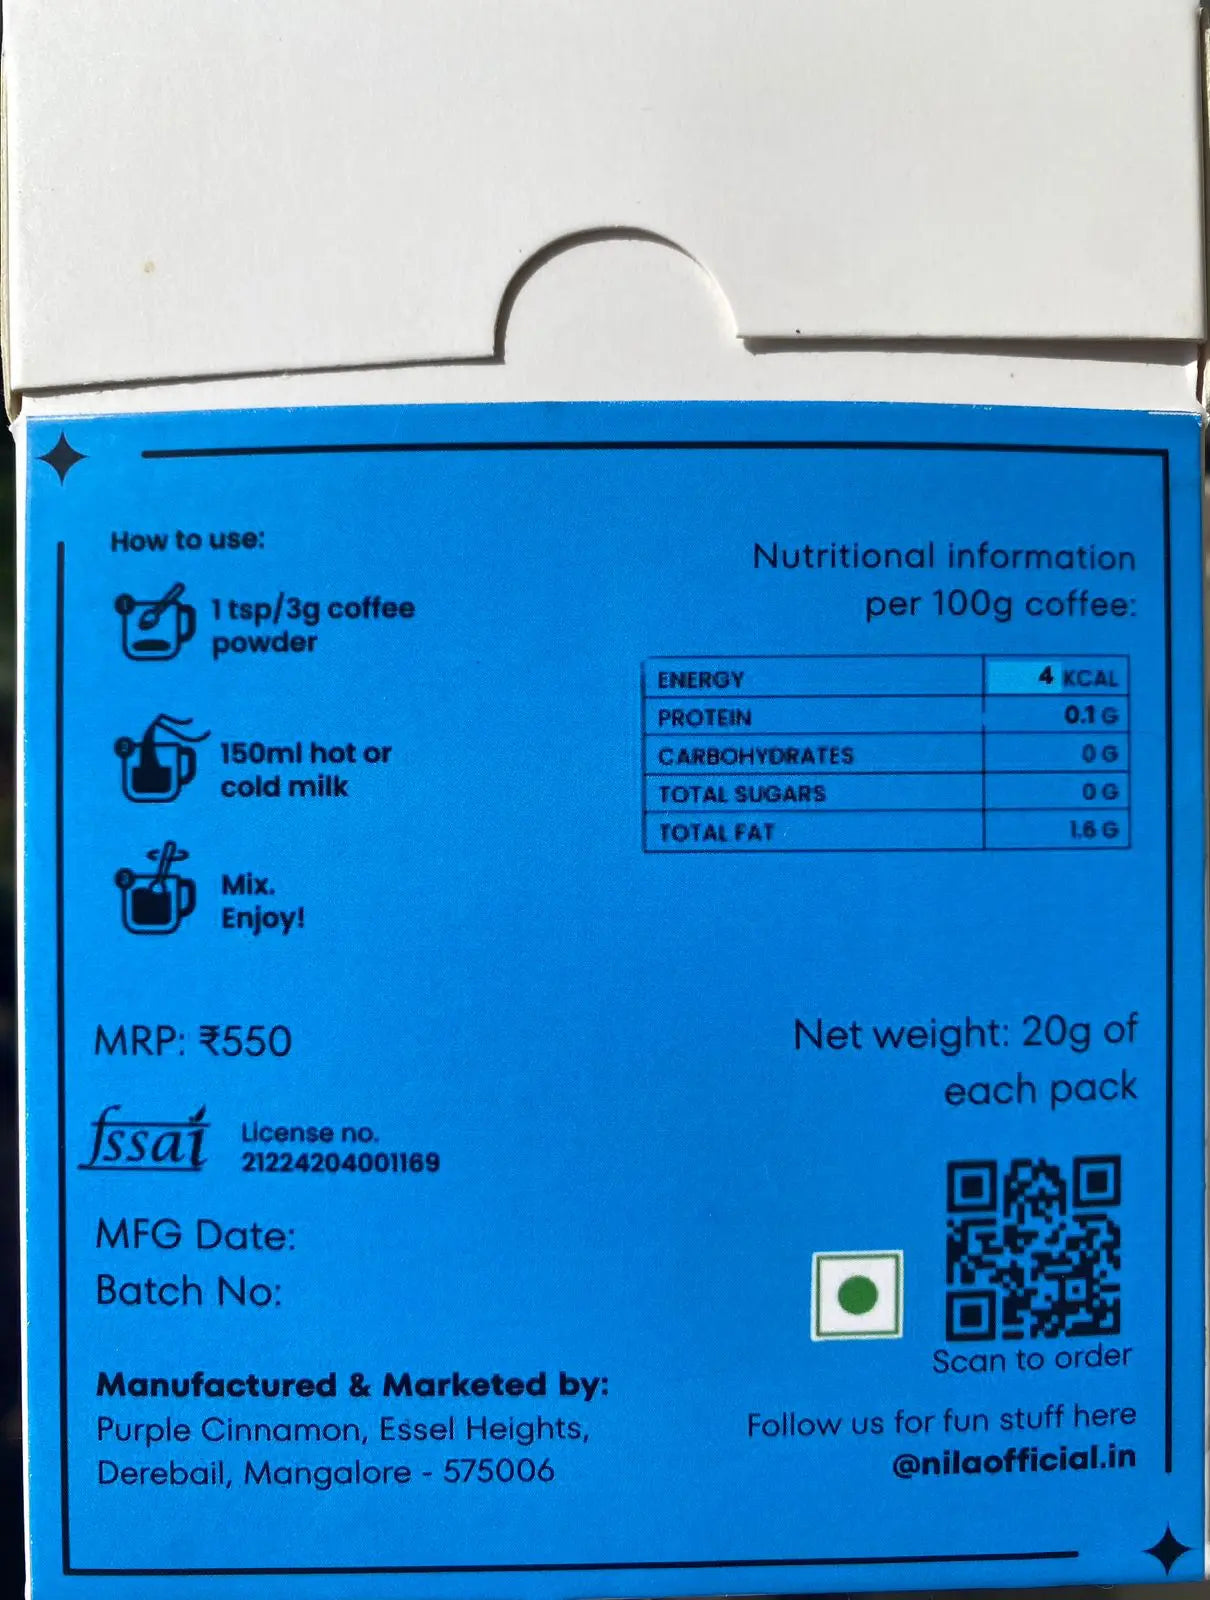 How to use:
1 tsp/3g coffee
powder
150ml hot or
cold milk
Mix.
Enjoy!
Nutritional information
per 100g coffee:
ENERGY 4 KCAL
PROTEIN 0.1 G
CARBOHYDRATES 0 G
TOTAL SUGARS 0 G
TOTAL FAT 1.6 G
MRP: ₹550
Net weight: 20g of
each pack
fssai
License no.
21224204001169
MFG Date:
Batch No:
Scan to order
Manufactured & Marketed by:
Purple Cinnamon, Essel Heights,
Derebail, Mangalore - 575006
Follow us for fun stuff here
@nilaofficial.in